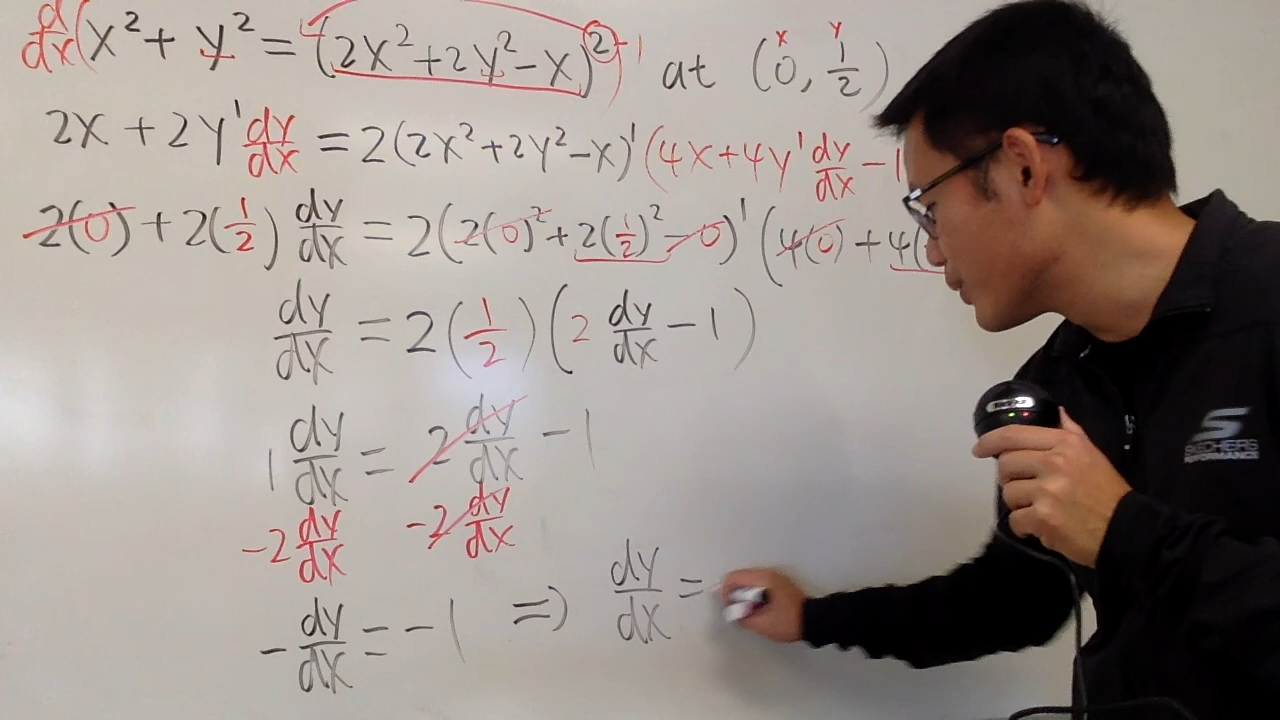 d/dx (x² + y² = (2x² + 2y² - x)²) at (0, 1/2) x y
2x + 2y' dy/dx = 2(2x² + 2y² - x)' (4x + 4y' dy/dx - 1
2(0) + 2(1/2) dy/dx = 2(2(0)² + 2(1/2)² - 0)' (4(0) + 4(
dy/dx = 2(1/2)(2 dy/dx - 1)
1 dy/dx = 2 dy/dx - 1
-2 dy/dx -2 dy/dx
- dy/dx = -1 => dy/dx =
SKECHERS
PERFORMANCE